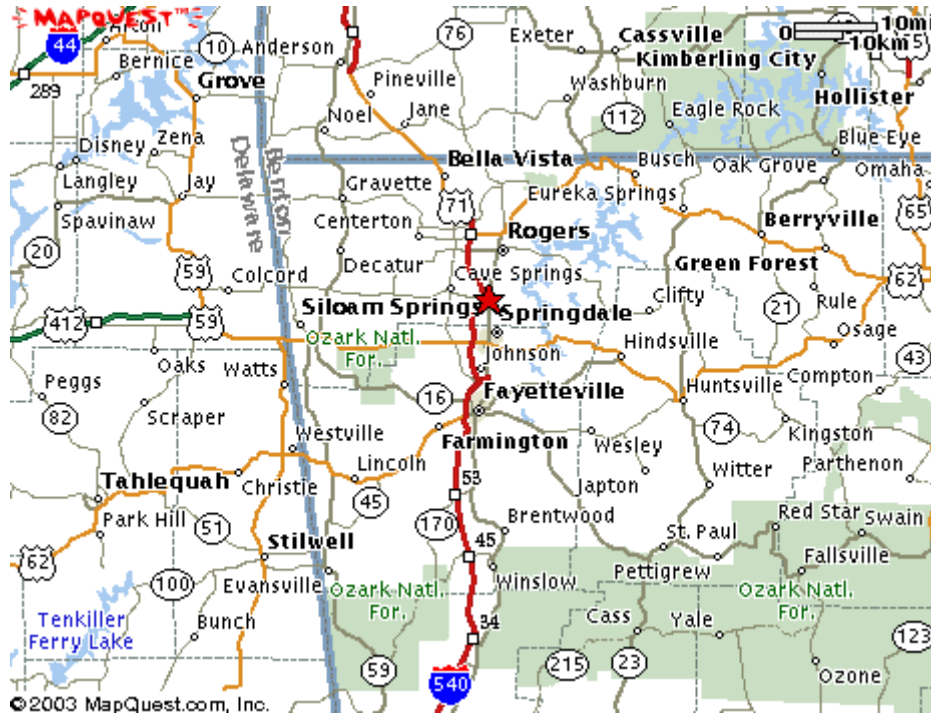 MAPQUEST™
44
Afton
10
Anderson
76
Exeter
Cassville
0
10mi
10km
Bernice
Kimberling City
65
289
Grove
Pineville
Washburn
Noel
Jane
112
Eagle Rock
Hollister
Zena
Blue Eye
Disney
Delaware
Benton
Bella Vista
Busch
Oak Grove
Omaha
Langley
Jay
Gravette
Eureka Springs
71
Spavinaw
Centerton
Rogers
Berryville
65
20
59
Colcord
Decatur
Cave Springs
Green Forest
62
Clifty
21
Rule
412
59
Siloam Springs
Springdale
Osage
Ozark Natl.
For.
Johnson
Hindsville
43
Peggs
Oaks
Watts
16
Fayetteville
Huntsville
Compton
82
Scraper
Westville
Farmington
Wesley
74
Kingston
Tahlequah
Christie
Lincoln
53
Japton
Witter
Parthenon
Park Hill
51
45
170
Brentwood
St. Paul
Red Star
Swain
62
Stilwell
45
Pettigrew
Fallsville
100
Evansville
Winslow
Ozark Natl.
For.
Ozark Natl.
For.
Tenkiller
Ferry Lake
Bunch
34
Cass
Yale
123
59
540
215
23
Ozone
©2003 MapQuest.com, Inc.